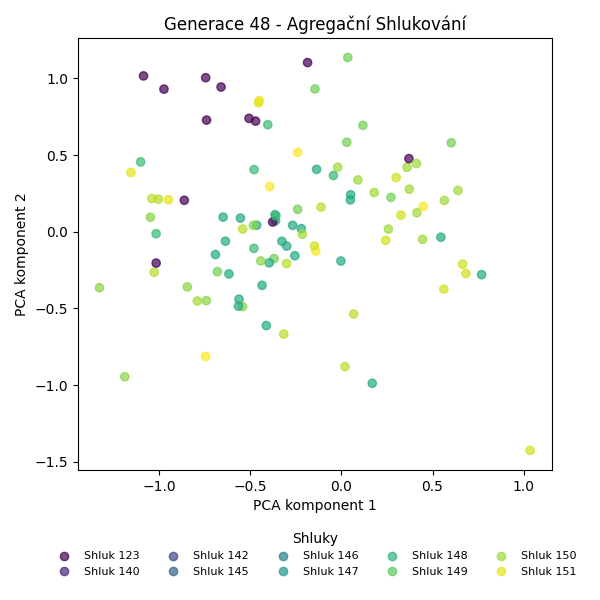 Generace 48 - Agregační Shlukování
PCA komponent 2
1.0
0.5
0.0
−0.5
−1.0
−1.5
−1.0 −0.5 0.0 0.5 1.0
PCA komponent 1
Shluky
Shluk 123 Shluk 142 Shluk 146 Shluk 148 Shluk 150
Shluk 140 Shluk 145 Shluk 147 Shluk 149 Shluk 151